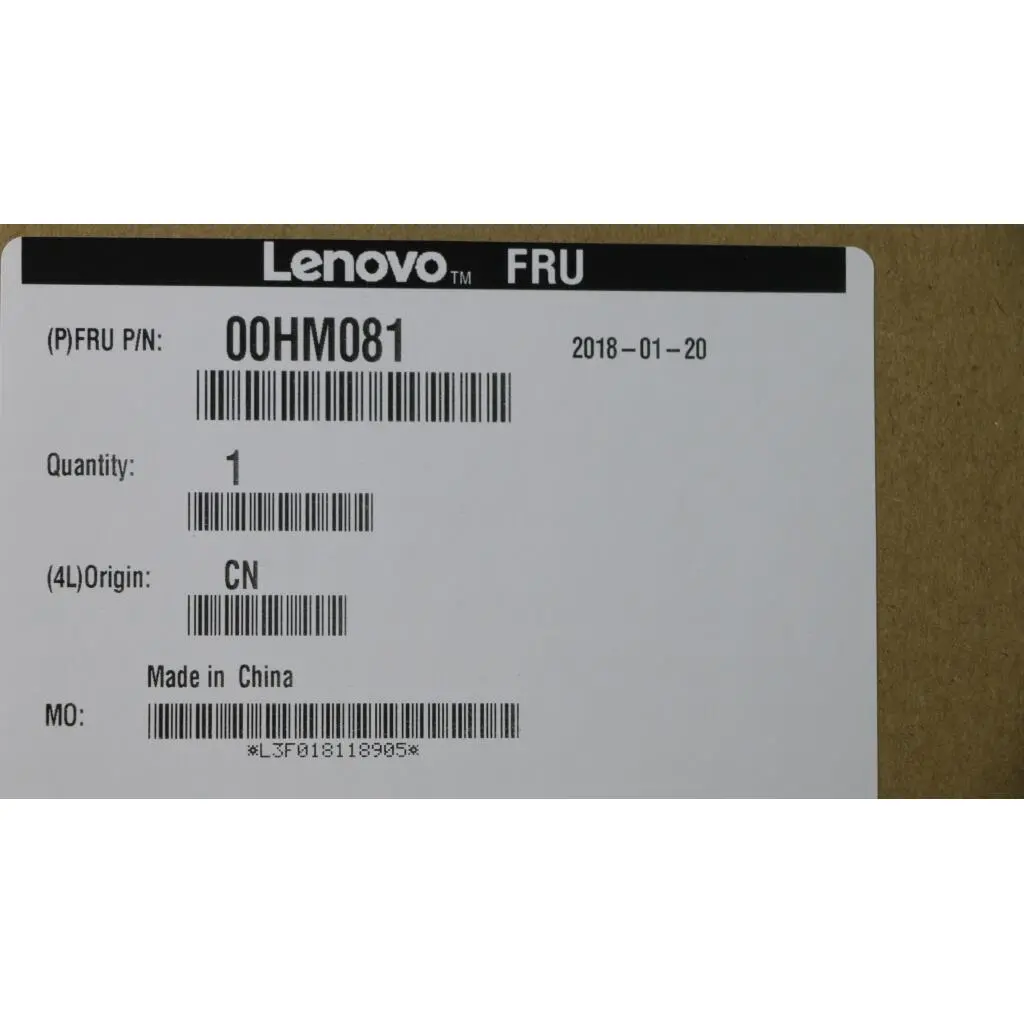 Lenovo™ FRU
(P)FRU P/N: 00HM081 2018-01-20
Quantity: 1
(4L)Origin: CN
Made in China
MO:
*L3F018118905*